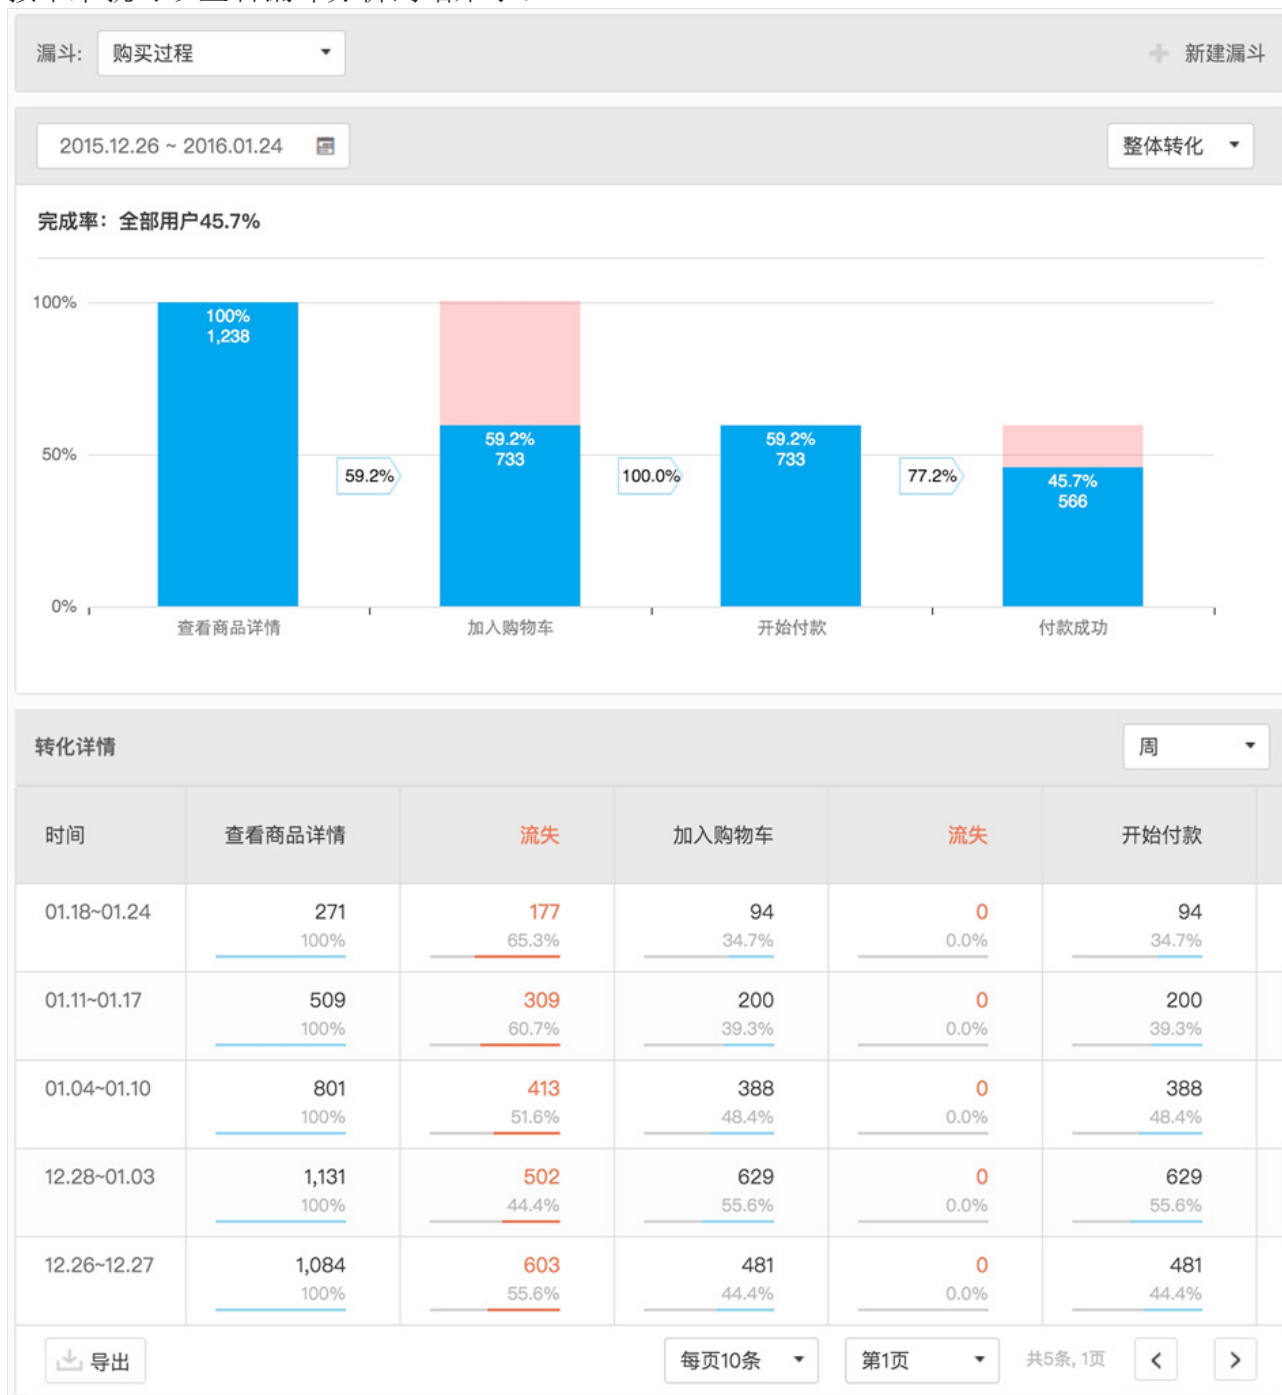 漏斗: 购买过程 新建漏斗
2015.12.26 ~ 2016.01.24 整体转化
完成率：全部用户45.7%
100%
100%
1,238
50%
59.2%
59.2%
733
100.0%
59.2%
733
77.2%
45.7%
566
0%
查看商品详情 加入购物车 开始付款 付款成功
转化详情 周
时间 查看商品详情 流失 加入购物车 流失 开始付款
01.18~01.24 271 177 94 0 94
100% 65.3% 34.7% 0.0% 34.7%
01.11~01.17 509 309 200 0 200
100% 60.7% 39.3% 0.0% 39.3%
01.04~01.10 801 413 388 0 388
100% 51.6% 48.4% 0.0% 48.4%
12.28~01.03 1,131 502 629 0 629
100% 44.4% 55.6% 0.0% 55.6%
12.26~12.27 1,084 603 481 0 481
100% 55.6% 44.4% 0.0% 44.4%
导出 每页10条 第1页 共5条, 1页